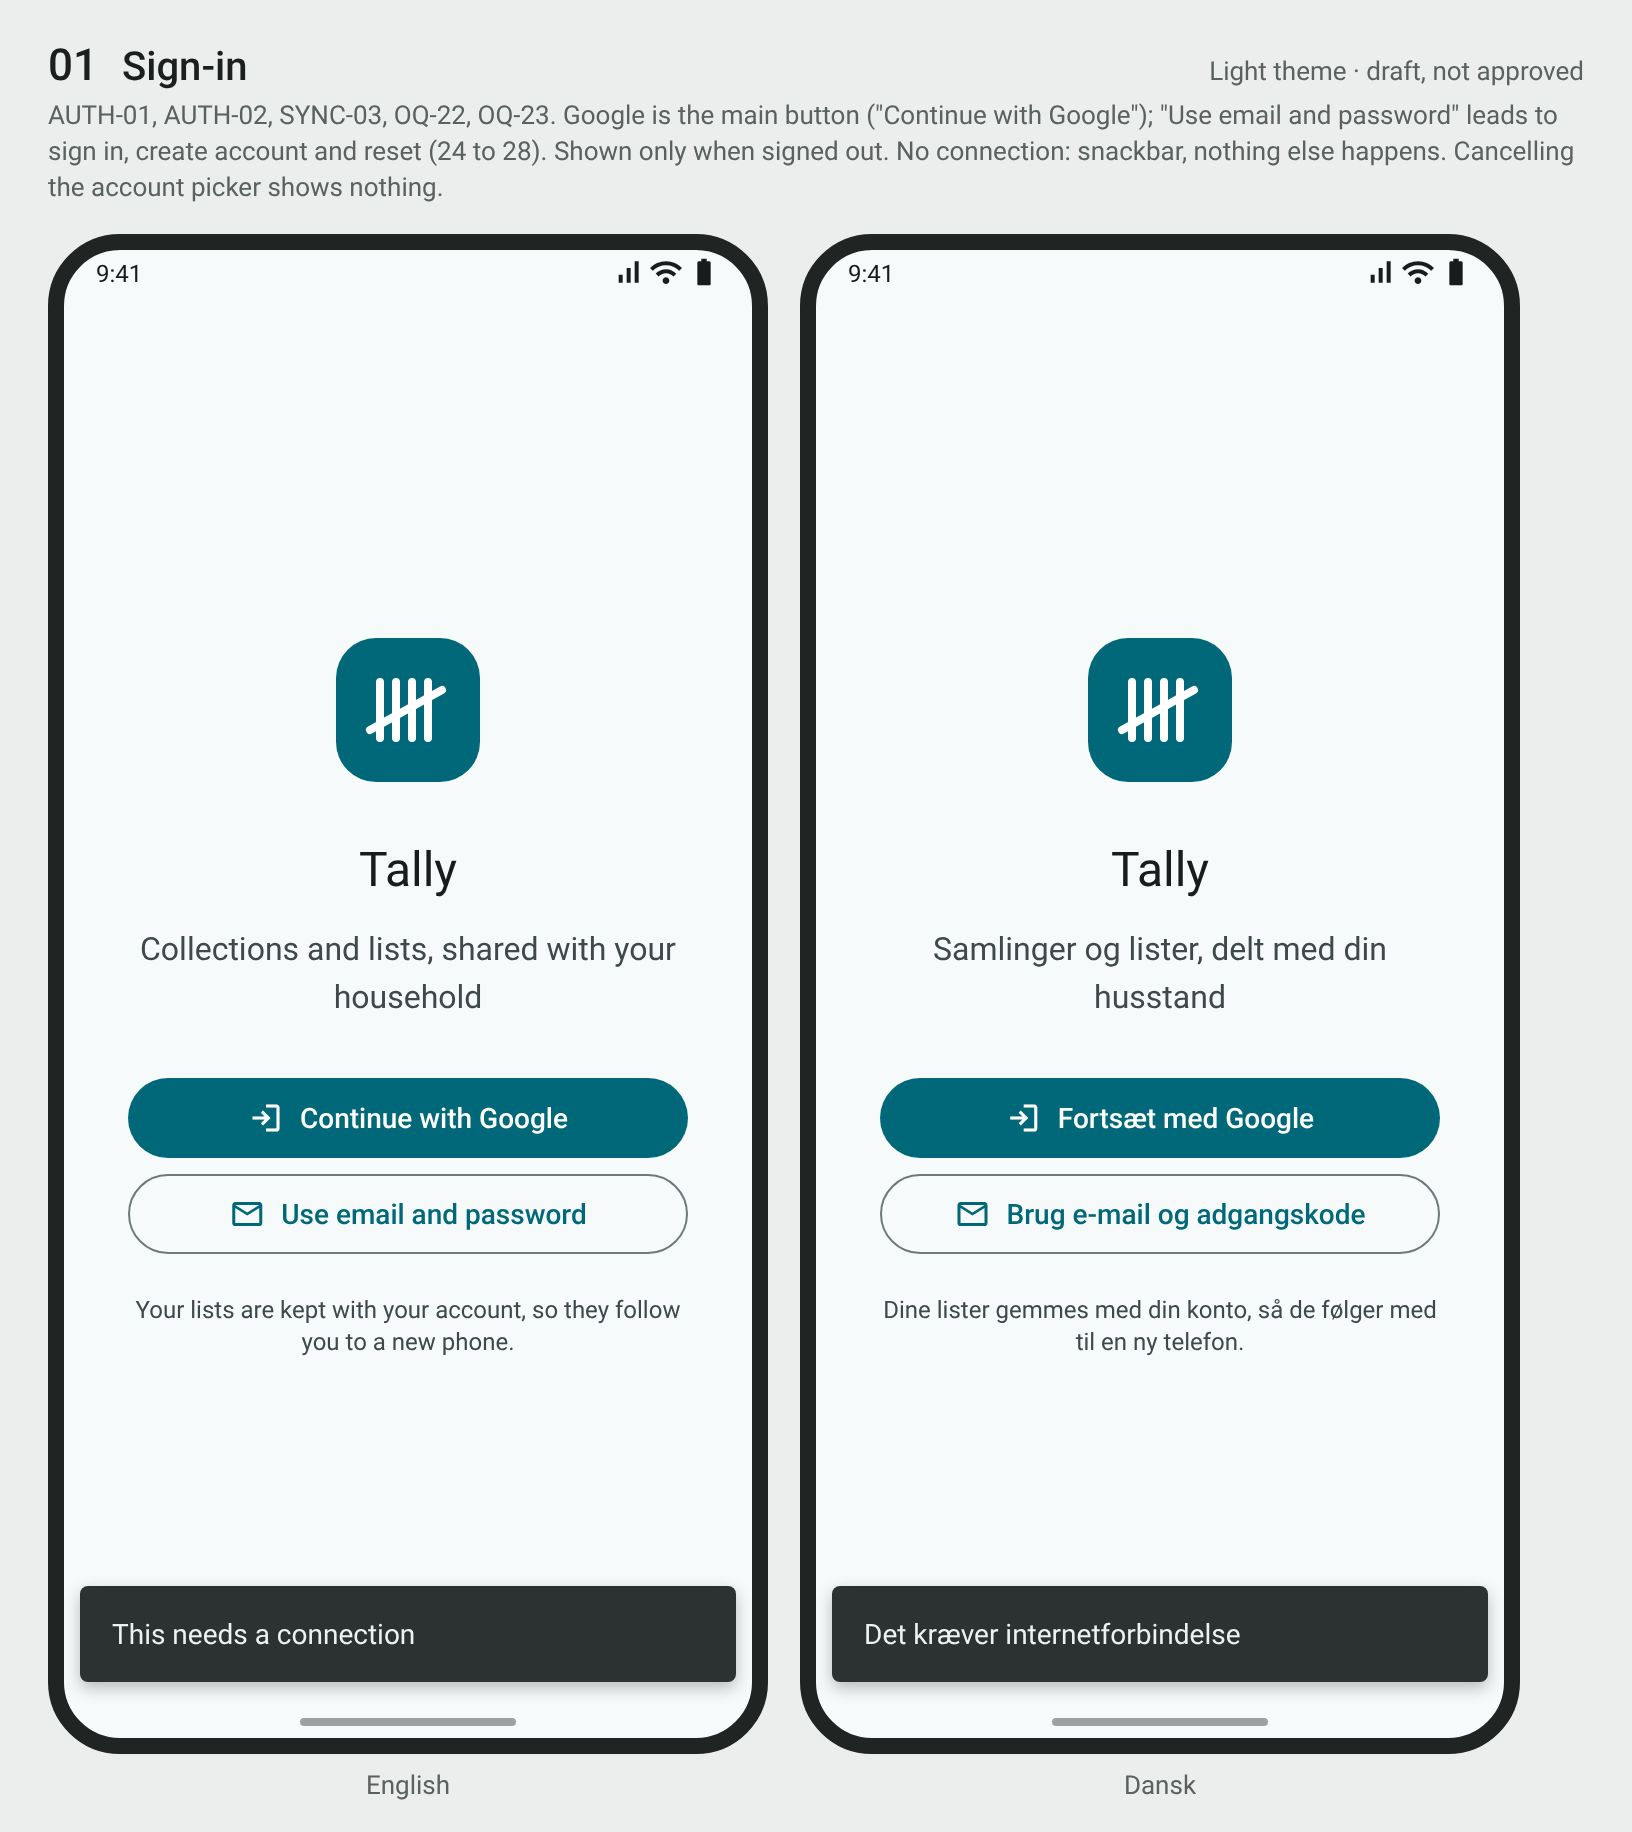 01 Sign-in
Light theme · draft, not approved
AUTH-01, AUTH-02, SYNC-03, OQ-22, OQ-23. Google is the main button ("Continue with Google"); "Use email and password" leads to
sign in, create account and reset (24 to 28). Shown only when signed out. No connection: snackbar, nothing else happens. Cancelling
the account picker shows nothing.
9:41
Tally
Collections and lists, shared with your
household
Continue with Google
Use email and password
Your lists are kept with your account, so they follow
you to a new phone.
This needs a connection
English
9:41
Tally
Samlinger og lister, delt med din
husstand
Fortsæt med Google
Brug e-mail og adgangskode
Dine lister gemmes med din konto, så de følger med
til en ny telefon.
Det kræver internetforbindelse
Dansk